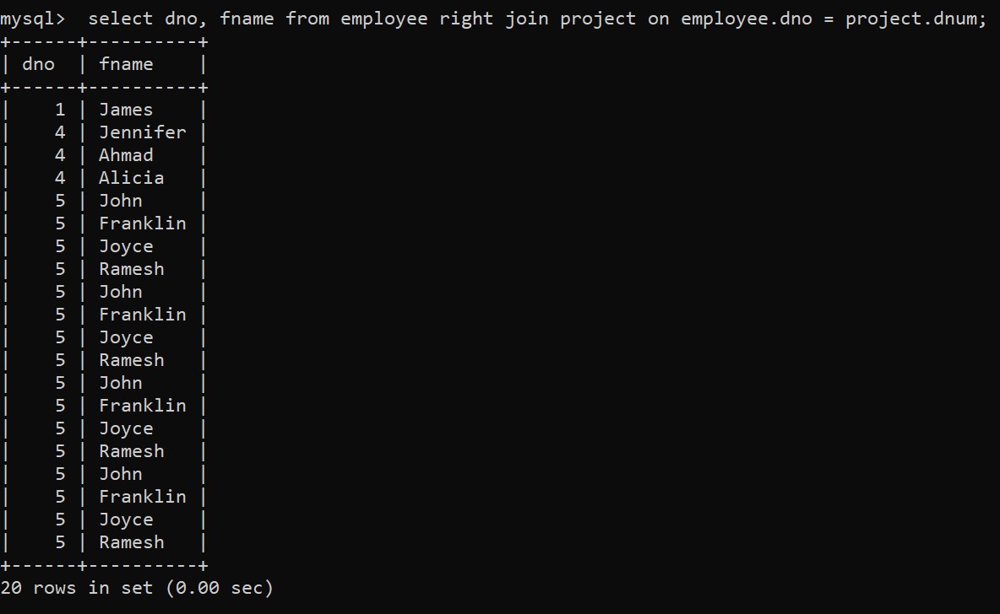 mysql>  select dno, fname from employee right join project on employee.dno = project.dnum;
+------+----------+
| dno  | fname    |
+------+----------+
|    1 | James    |
|    4 | Jennifer |
|    4 | Ahmad    |
|    4 | Alicia   |
|    5 | John     |
|    5 | Franklin |
|    5 | Joyce    |
|    5 | Ramesh   |
|    5 | John     |
|    5 | Franklin |
|    5 | Joyce    |
|    5 | Ramesh   |
|    5 | John     |
|    5 | Franklin |
|    5 | Joyce    |
|    5 | Ramesh   |
|    5 | John     |
|    5 | Franklin |
|    5 | Joyce    |
|    5 | Ramesh   |
+------+----------+
20 rows in set (0.00 sec)